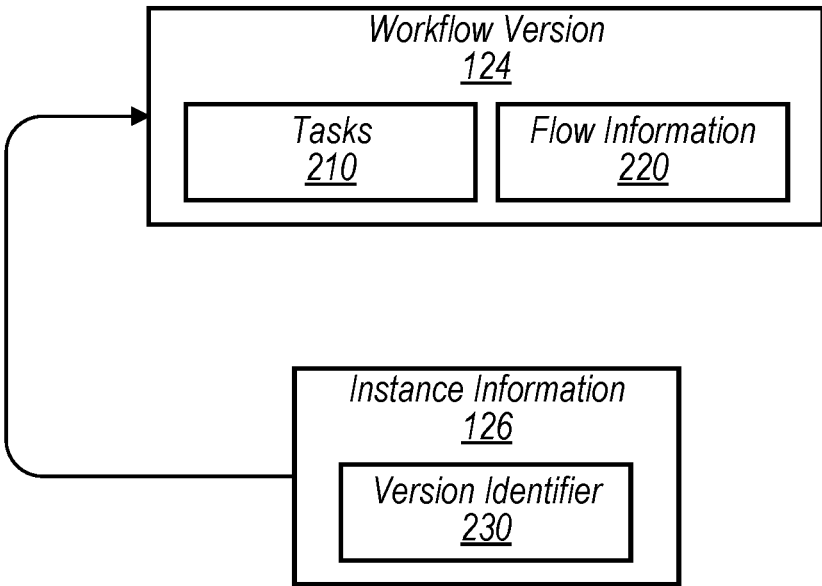 Workflow Version
124
Tasks
210
Flow Information
220
Instance Information
126
Version Identifier
230